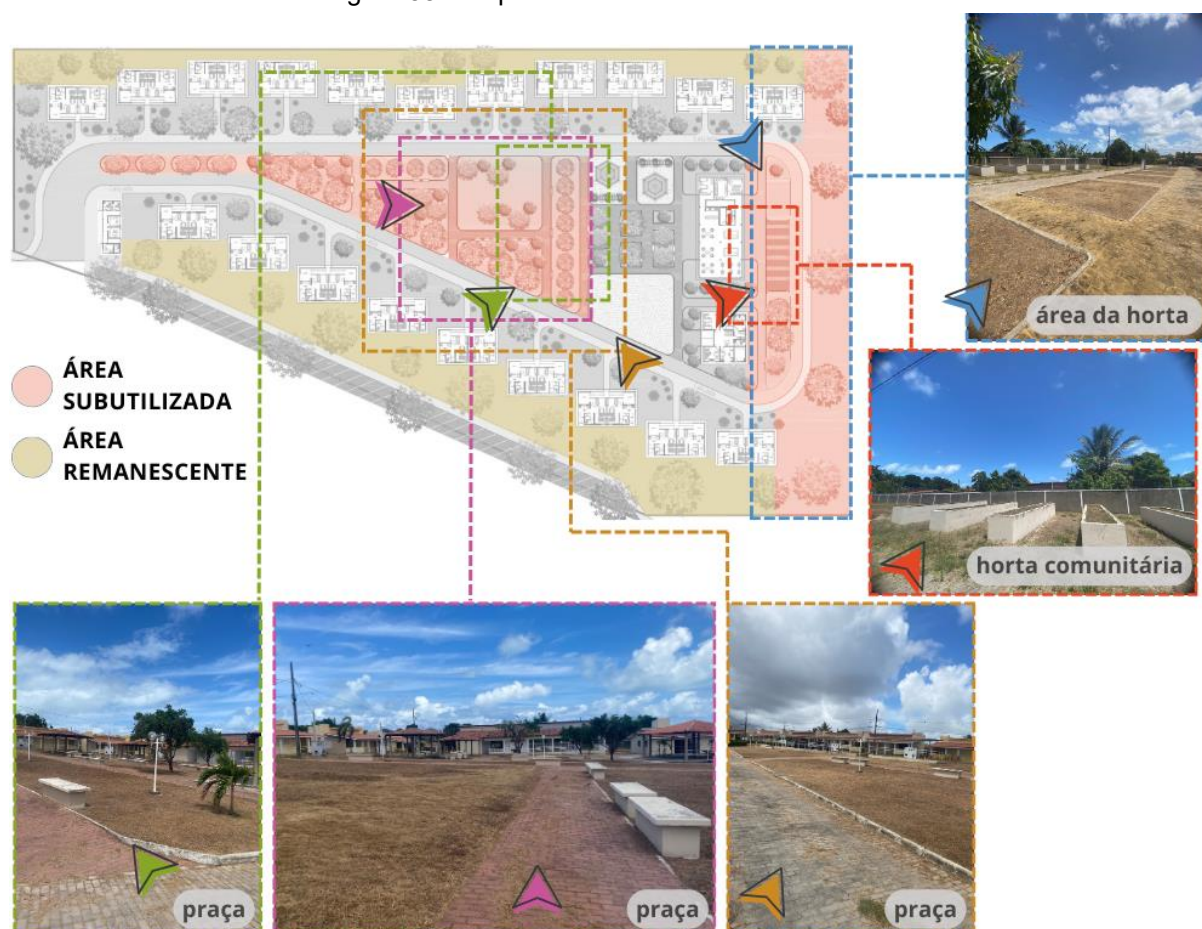 ÁREA
SUBUTILIZADA
ÁREA
REMANESCENTE
área da horta
horta comunitária
praça
praça
praça